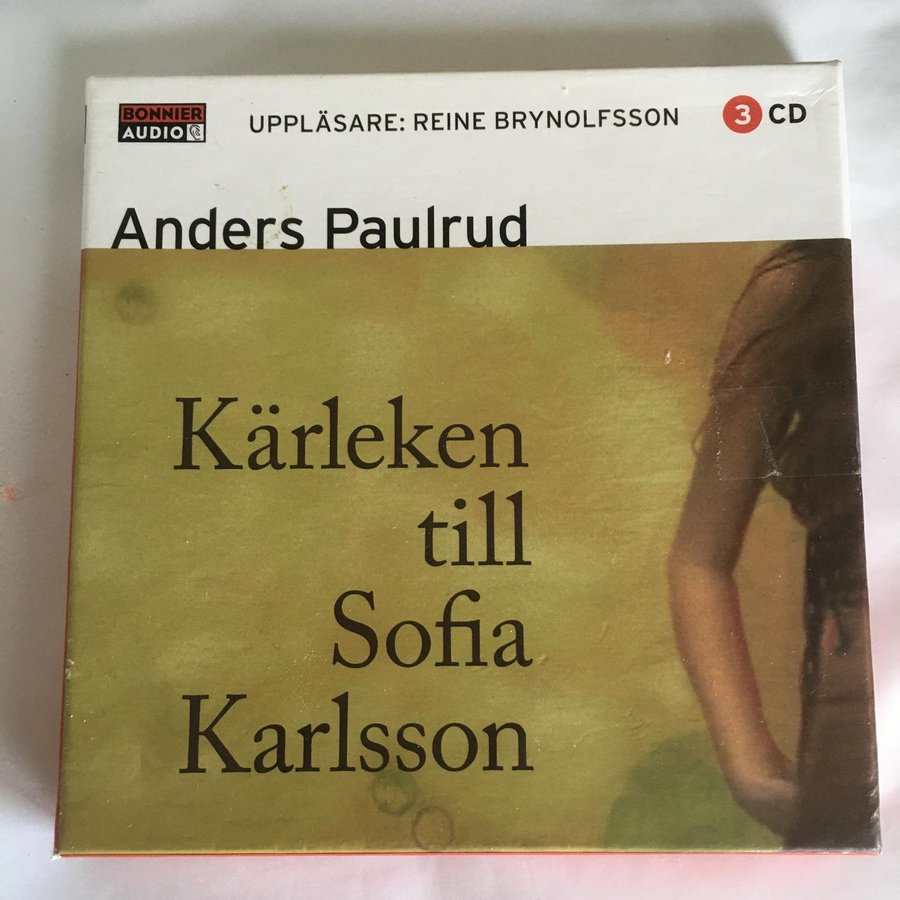 BONNIER
AUDIO
UPPLÄSARE: REINE BRYNOLFSSON
3 CD
Anders Paulrud
Kärleken
till
Sofia
Karlsson